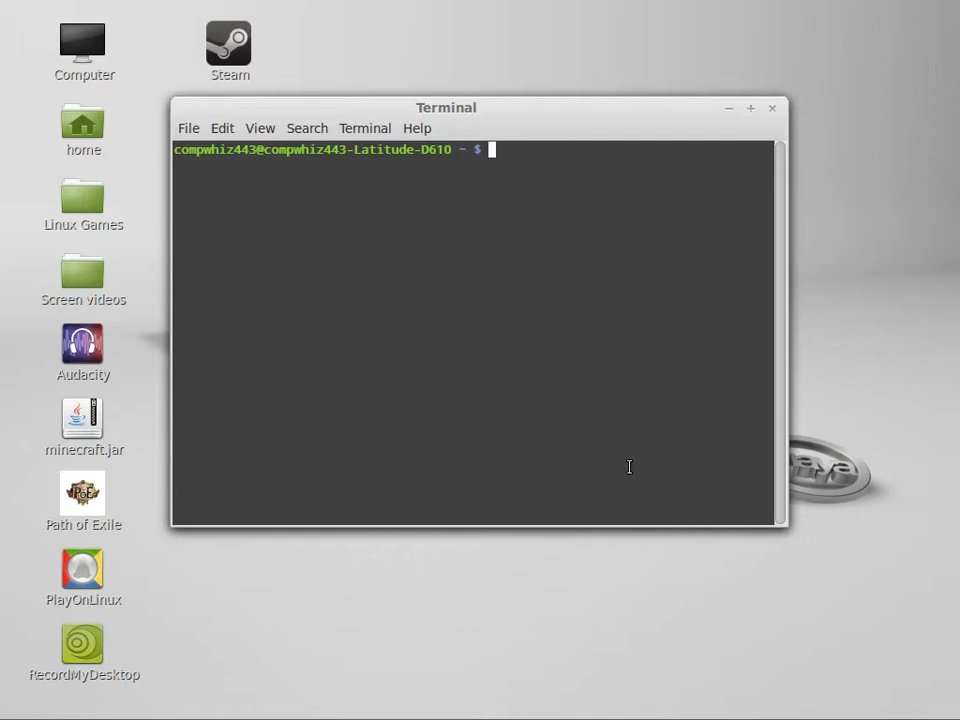 Computer
Steam
home
Linux Games
Screen videos
Audacity
minecraft.jar
Path of Exile
PlayOnLinux
RecordMyDesktop
Terminal
File Edit View Search Terminal Help
compwhiz443@compwhiz443-Latitude-D610 ~ $
PoE